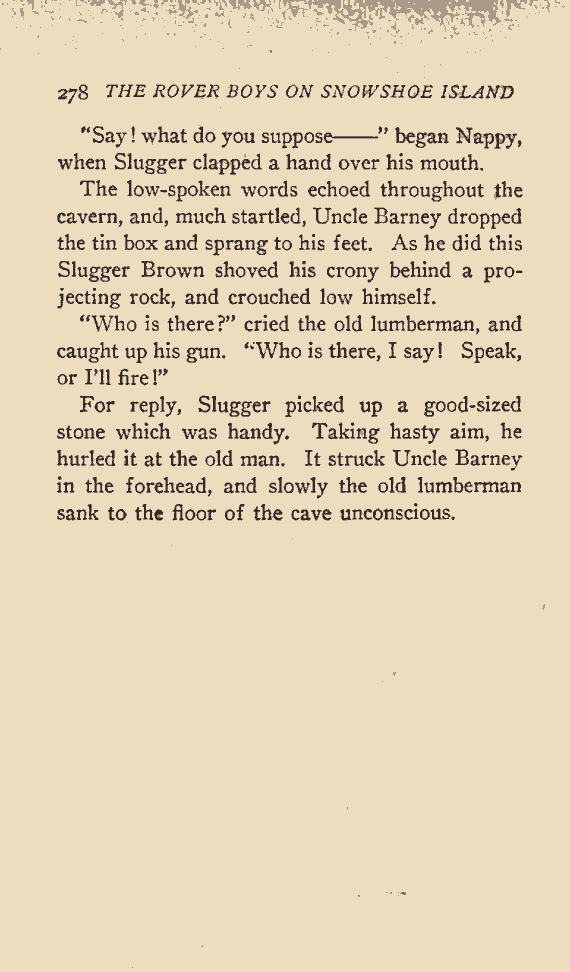 278 THE ROVER BOYS ON SNOWSHOE ISLAND
"Say! what do you suppose——" began Nappy,
when Slugger clapped a hand over his mouth.
The low-spoken words echoed throughout the
cavern, and, much startled, Uncle Barney dropped
the tin box and sprang to his feet. As he did this
Slugger Brown shoved his crony behind a pro-
jecting rock, and crouched low himself.
"Who is there?" cried the old lumberman, and
caught up his gun. "Who is there, I say! Speak,
or I'll fire!"
For reply, Slugger picked up a good-sized
stone which was handy. Taking hasty aim, he
hurled it at the old man. It struck Uncle Barney
in the forehead, and slowly the old lumberman
sank to the floor of the cave unconscious.